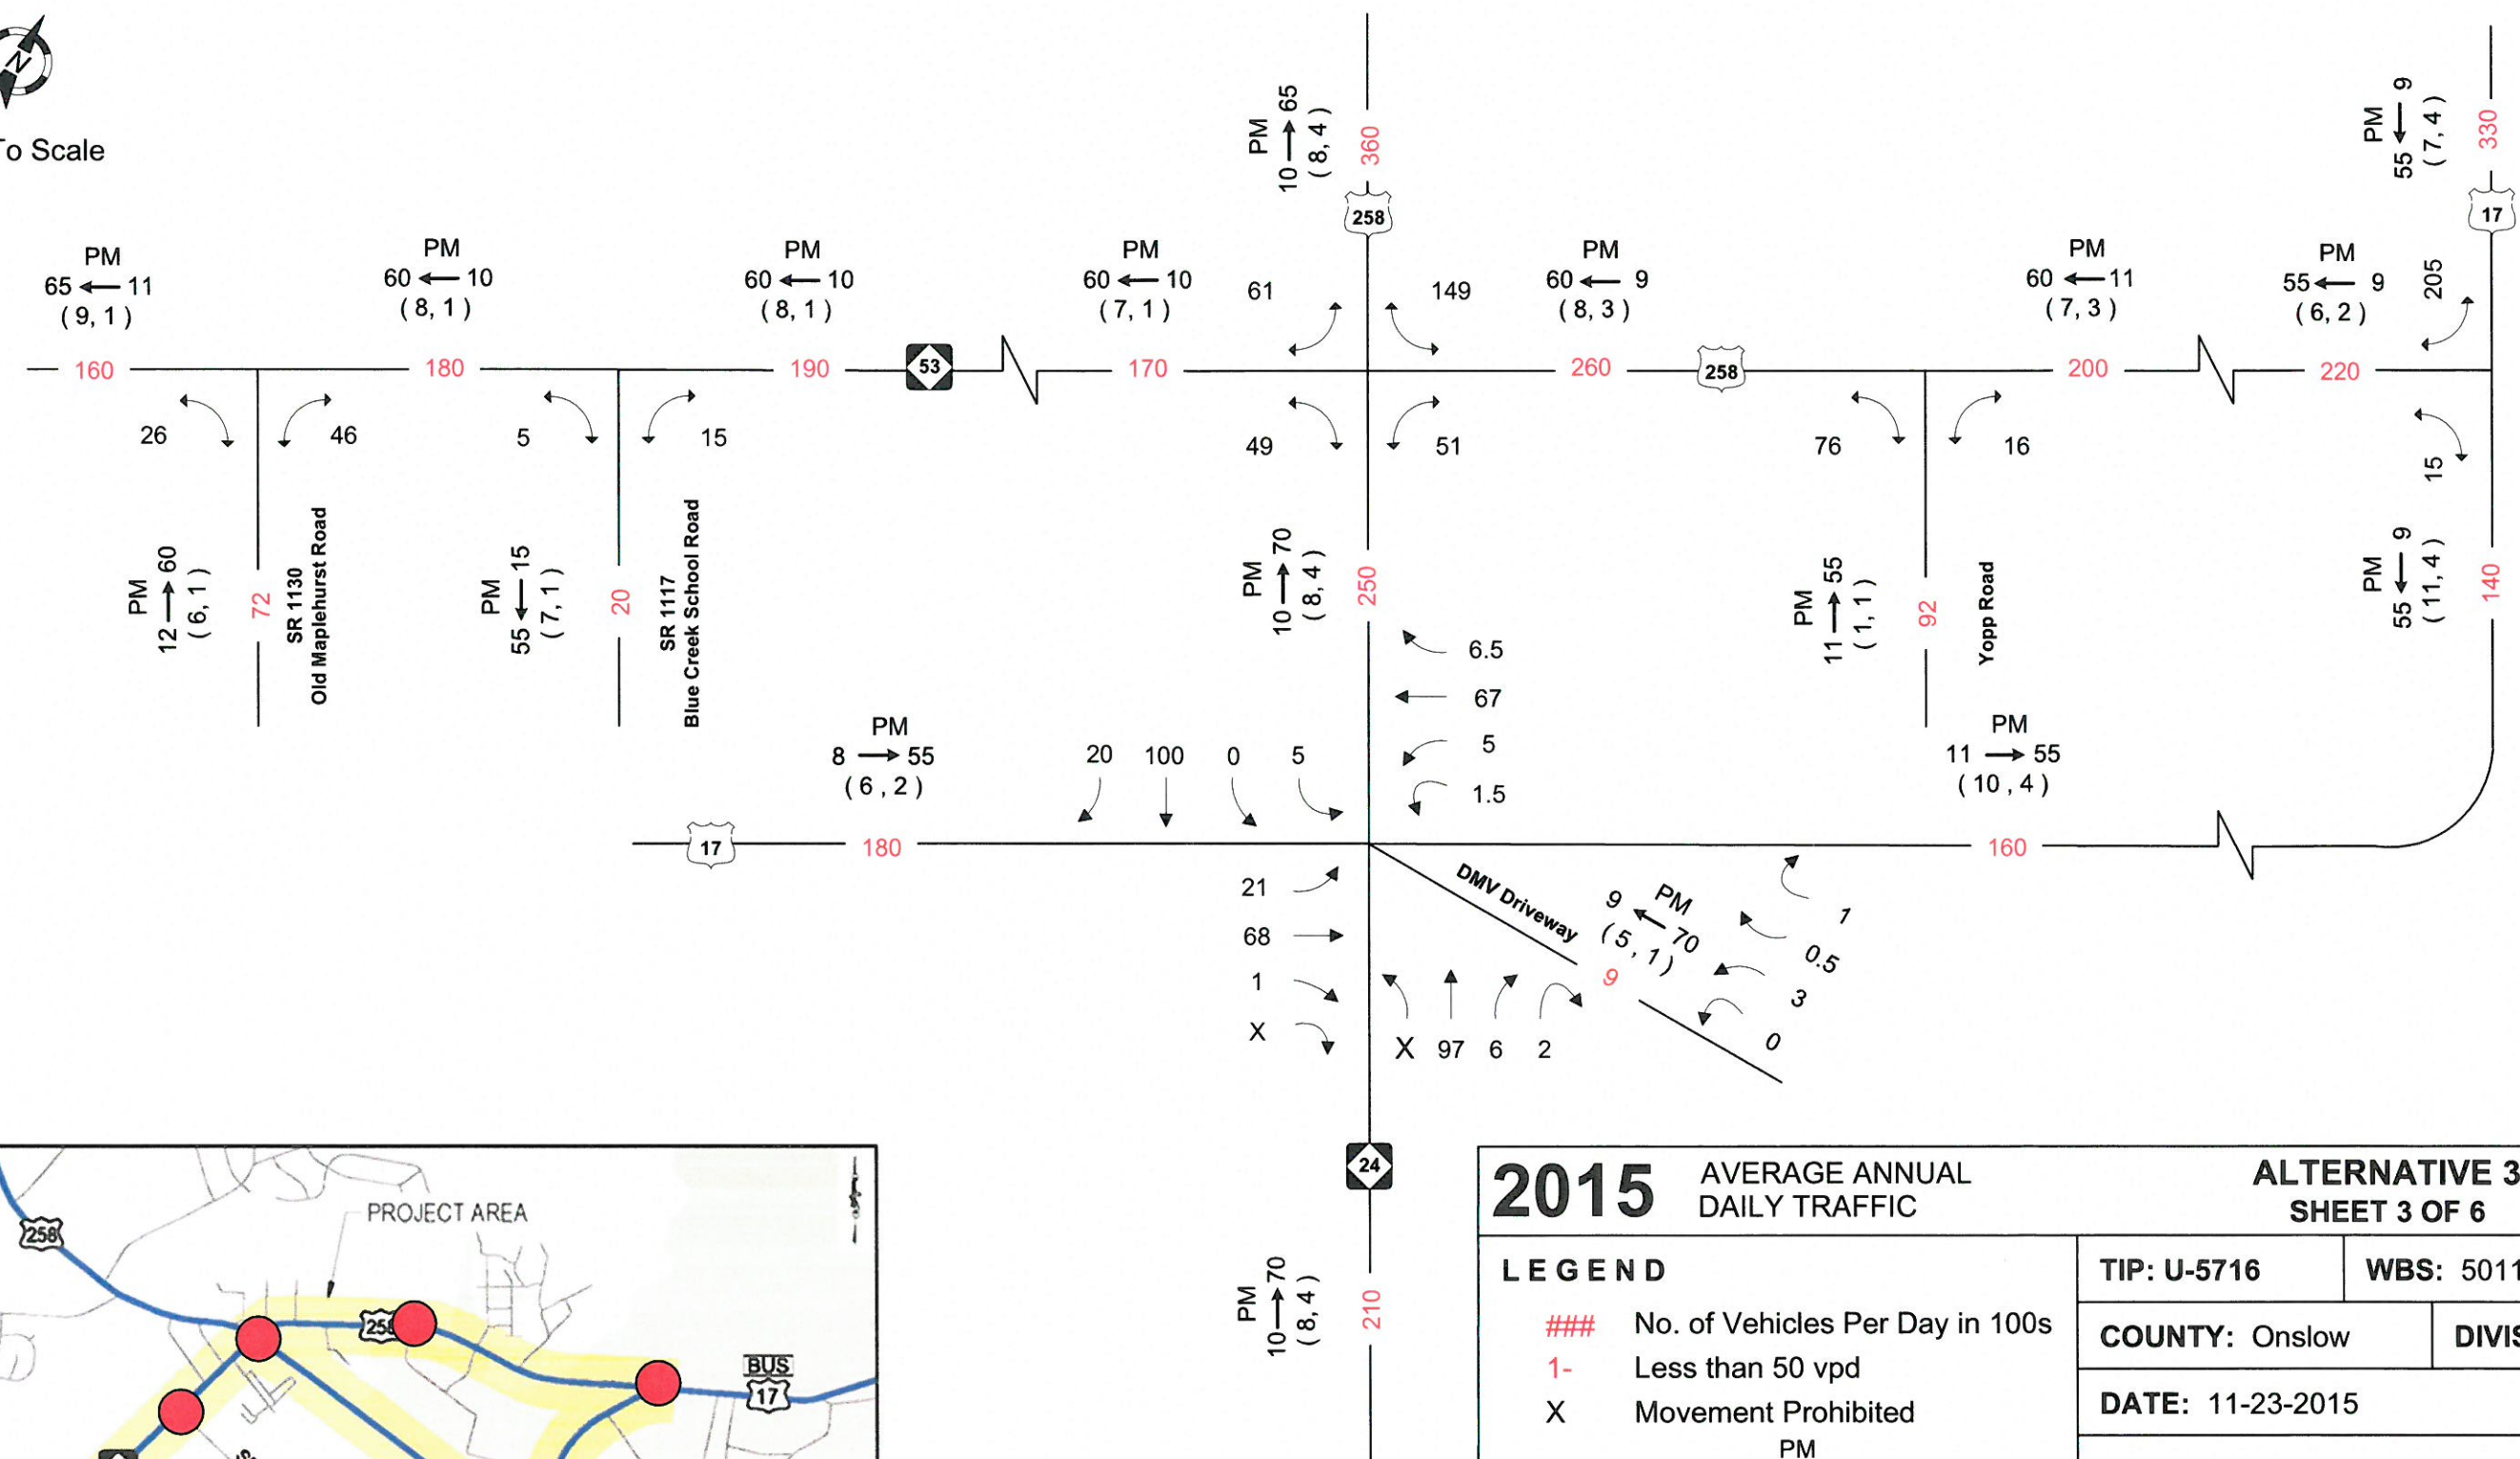 N
To Scale
PM
10 → 65
( 8, 4 )
360
258
PM
55 ← 9
( 7, 4 )
330
17
PM
65 ← 11
( 9, 1 )
160
PM
60 ← 10
( 8, 1 )
180
PM
60 ← 10
( 8, 1 )
190
53
PM
60 ← 10
( 7, 1 )
170
61
149
PM
60 ← 9
( 8, 3 )
260
258
PM
60 ← 11
( 7, 3 )
200
PM
55 ← 9
( 6, 2 )
220
205
26
46
5
15
49
51
76
16
15
PM
12 → 60
( 6, 1 )
72
SR 1130
Old Maplehurst Road
PM
55 ← 15
( 7, 1 )
20
SR 1117
Blue Creek School Road
PM
10 → 70
( 8, 4 )
250
PM
11 → 55
( 1, 1 )
92
Yopp Road
PM
55 ← 9
( 11, 4 )
140
6.5
67
5
1.5
PM
8 → 55
( 6 , 2 )
20 100 0 5
PM
11 → 55
( 10 , 4 )
17
180
160
21
68
1
X
DMV Driveway
PM
9 ← 70
( 5 , 1 )
9
1
0.5
3
0
X 97 6 2
24
PM
10 → 70
( 8, 4 )
210
258
PROJECT AREA
258
BUS
17
2015 AVERAGE ANNUAL
DAILY TRAFFIC
ALTERNATIVE 3
SHEET 3 OF 6
LEGEND
### No. of Vehicles Per Day in 100s
1- Less than 50 vpd
X Movement Prohibited
PM
TIP: U-5716
WBS: 5011
COUNTY: Onslow
DIVIS
DATE: 11-23-2015